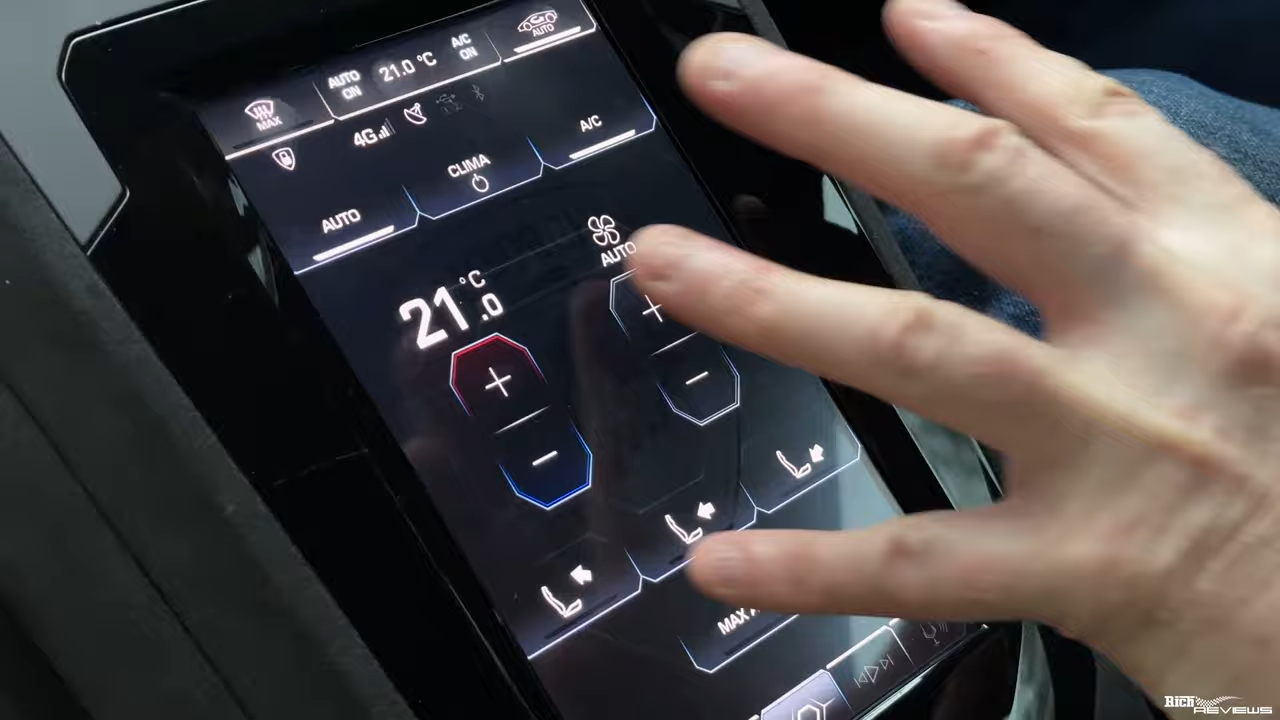 MAX
AUTO
ON
21.0 °C
A/C
ON
AUTO
4G
AUTO
CLIMA
A/C
21.0 °C
AUTO
MAX
Rich
REVIEWS